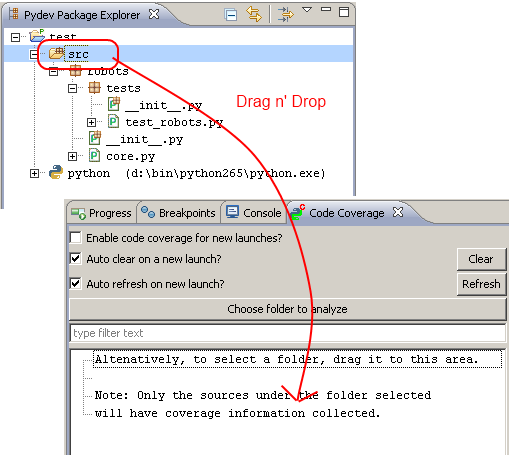 Pydev Package Explorer
test
src
robots
tests
__init__.py
test_robots.py
__init__.py
core.py
python (d:\bin\python265\python.exe)
Drag n' Drop
Progress Breakpoints Console Code Coverage
Enable code coverage for new launches?
Auto clear on a new launch? Clear
Auto refresh on new launch? Refresh
Choose folder to analyze
type filter text
Altenatively, to select a folder, drag it to this area.
Note: Only the sources under the folder selected
will have coverage information collected.